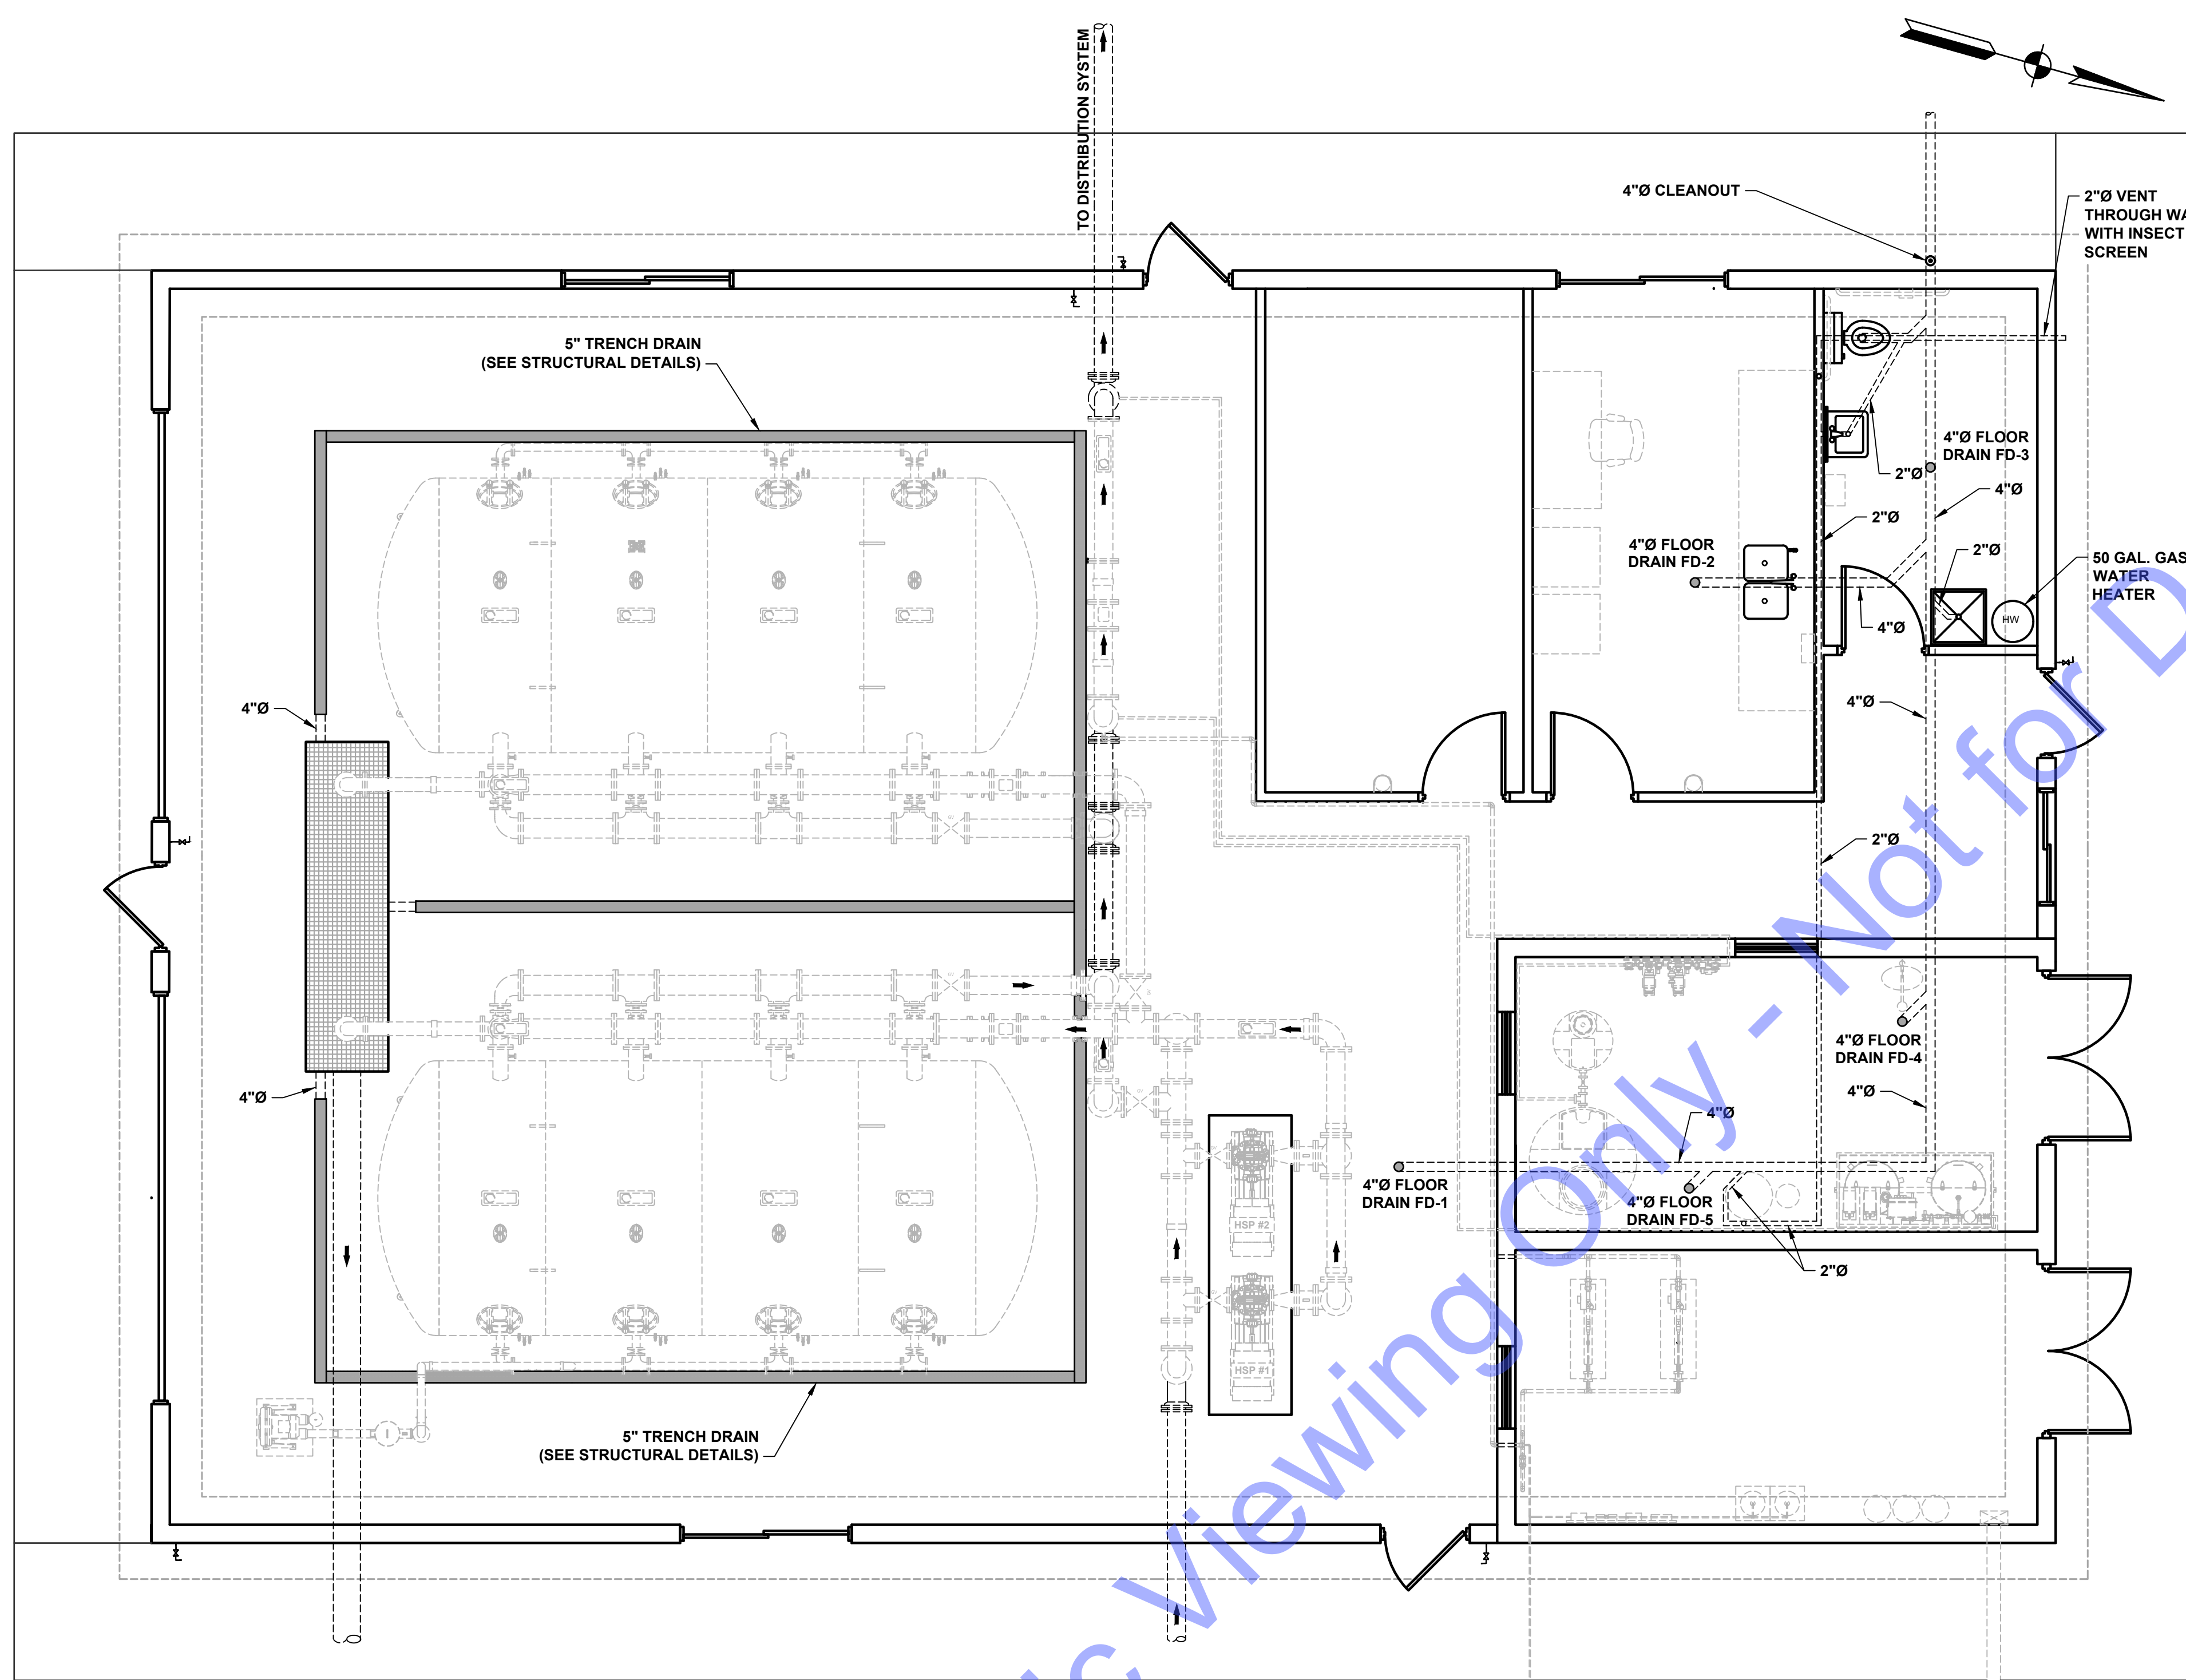 TO DISTRIBUTION SYSTEM
4"Ø CLEANOUT
2"Ø VENT
THROUGH WA
WITH INSECT
SCREEN
5" TRENCH DRAIN
(SEE STRUCTURAL DETAILS)
4"Ø FLOOR
DRAIN FD-3
2"Ø
4"Ø
2"Ø
4"Ø FLOOR
DRAIN FD-2
2"Ø
50 GAL. GAS
WATER
HEATER
HW
4"Ø
4"Ø
4"Ø
2"Ø
4"Ø FLOOR
DRAIN FD-4
4"Ø
4"Ø
4"Ø
4"Ø FLOOR
DRAIN FD-1
4"Ø FLOOR
DRAIN FD-5
HSP #2
2"Ø
HSP #1
5" TRENCH DRAIN
(SEE STRUCTURAL DETAILS)
ic Viewing Only - Not for D